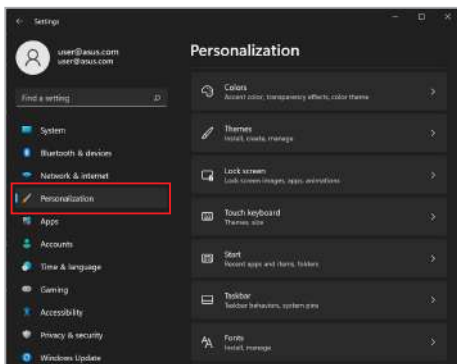 Settings
user@asus.com
user@asus.com
Find a setting
System
Bluetooth & devices
Network & internet
Personalization
Apps
Accounts
Time & language
Gaming
Accessibility
Privacy & security
Windows Update
Personalization
Colors
Accent color, transparency effects, color theme
Themes
Install, create, manage
Lock screen
Lock screen images, apps, animations
Touch keyboard
Themes, size
Start
Recent apps and items, folders
Taskbar
Taskbar behaviors, system pins
Fonts
Install, manage